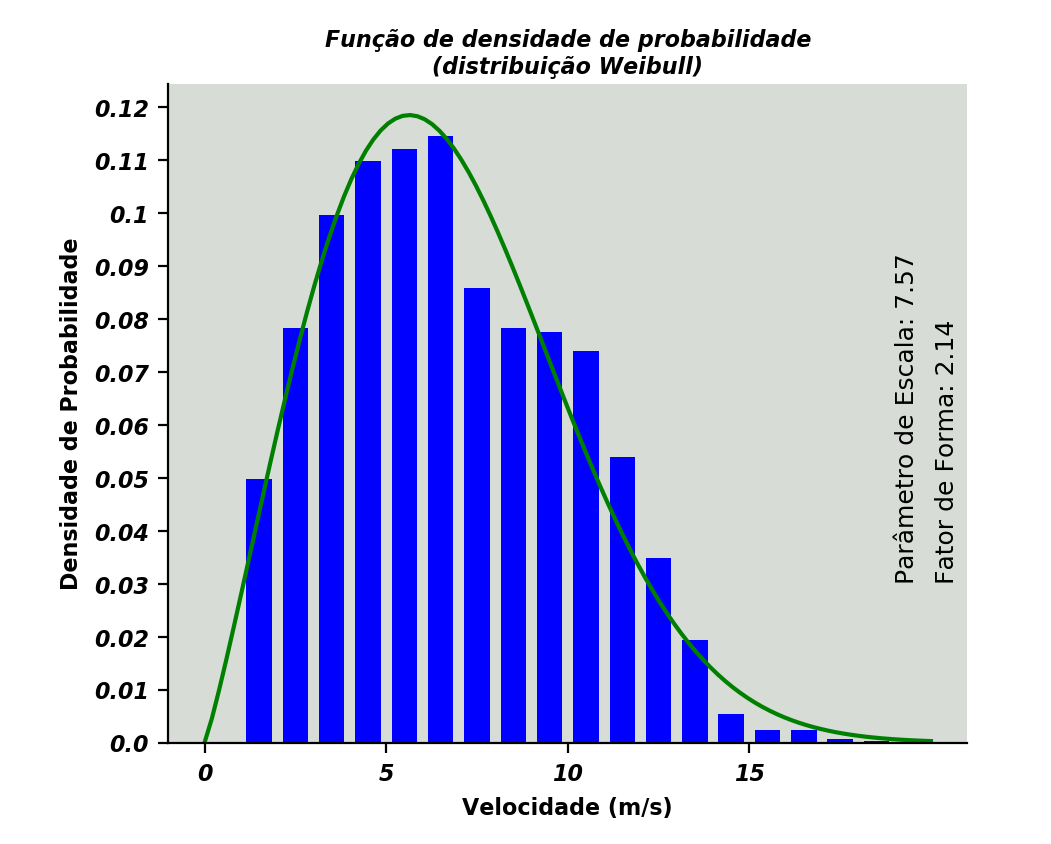 Função de densidade de probabilidade
(distribuição Weibull)
Densidade de Probabilidade
0.12
0.11
0.1
0.09
0.08
0.07
0.06
0.05
0.04
0.03
0.02
0.01
0.0
Parâmetro de Escala: 7.57
Fator de Forma: 2.14
0
5
10
15
Velocidade (m/s)